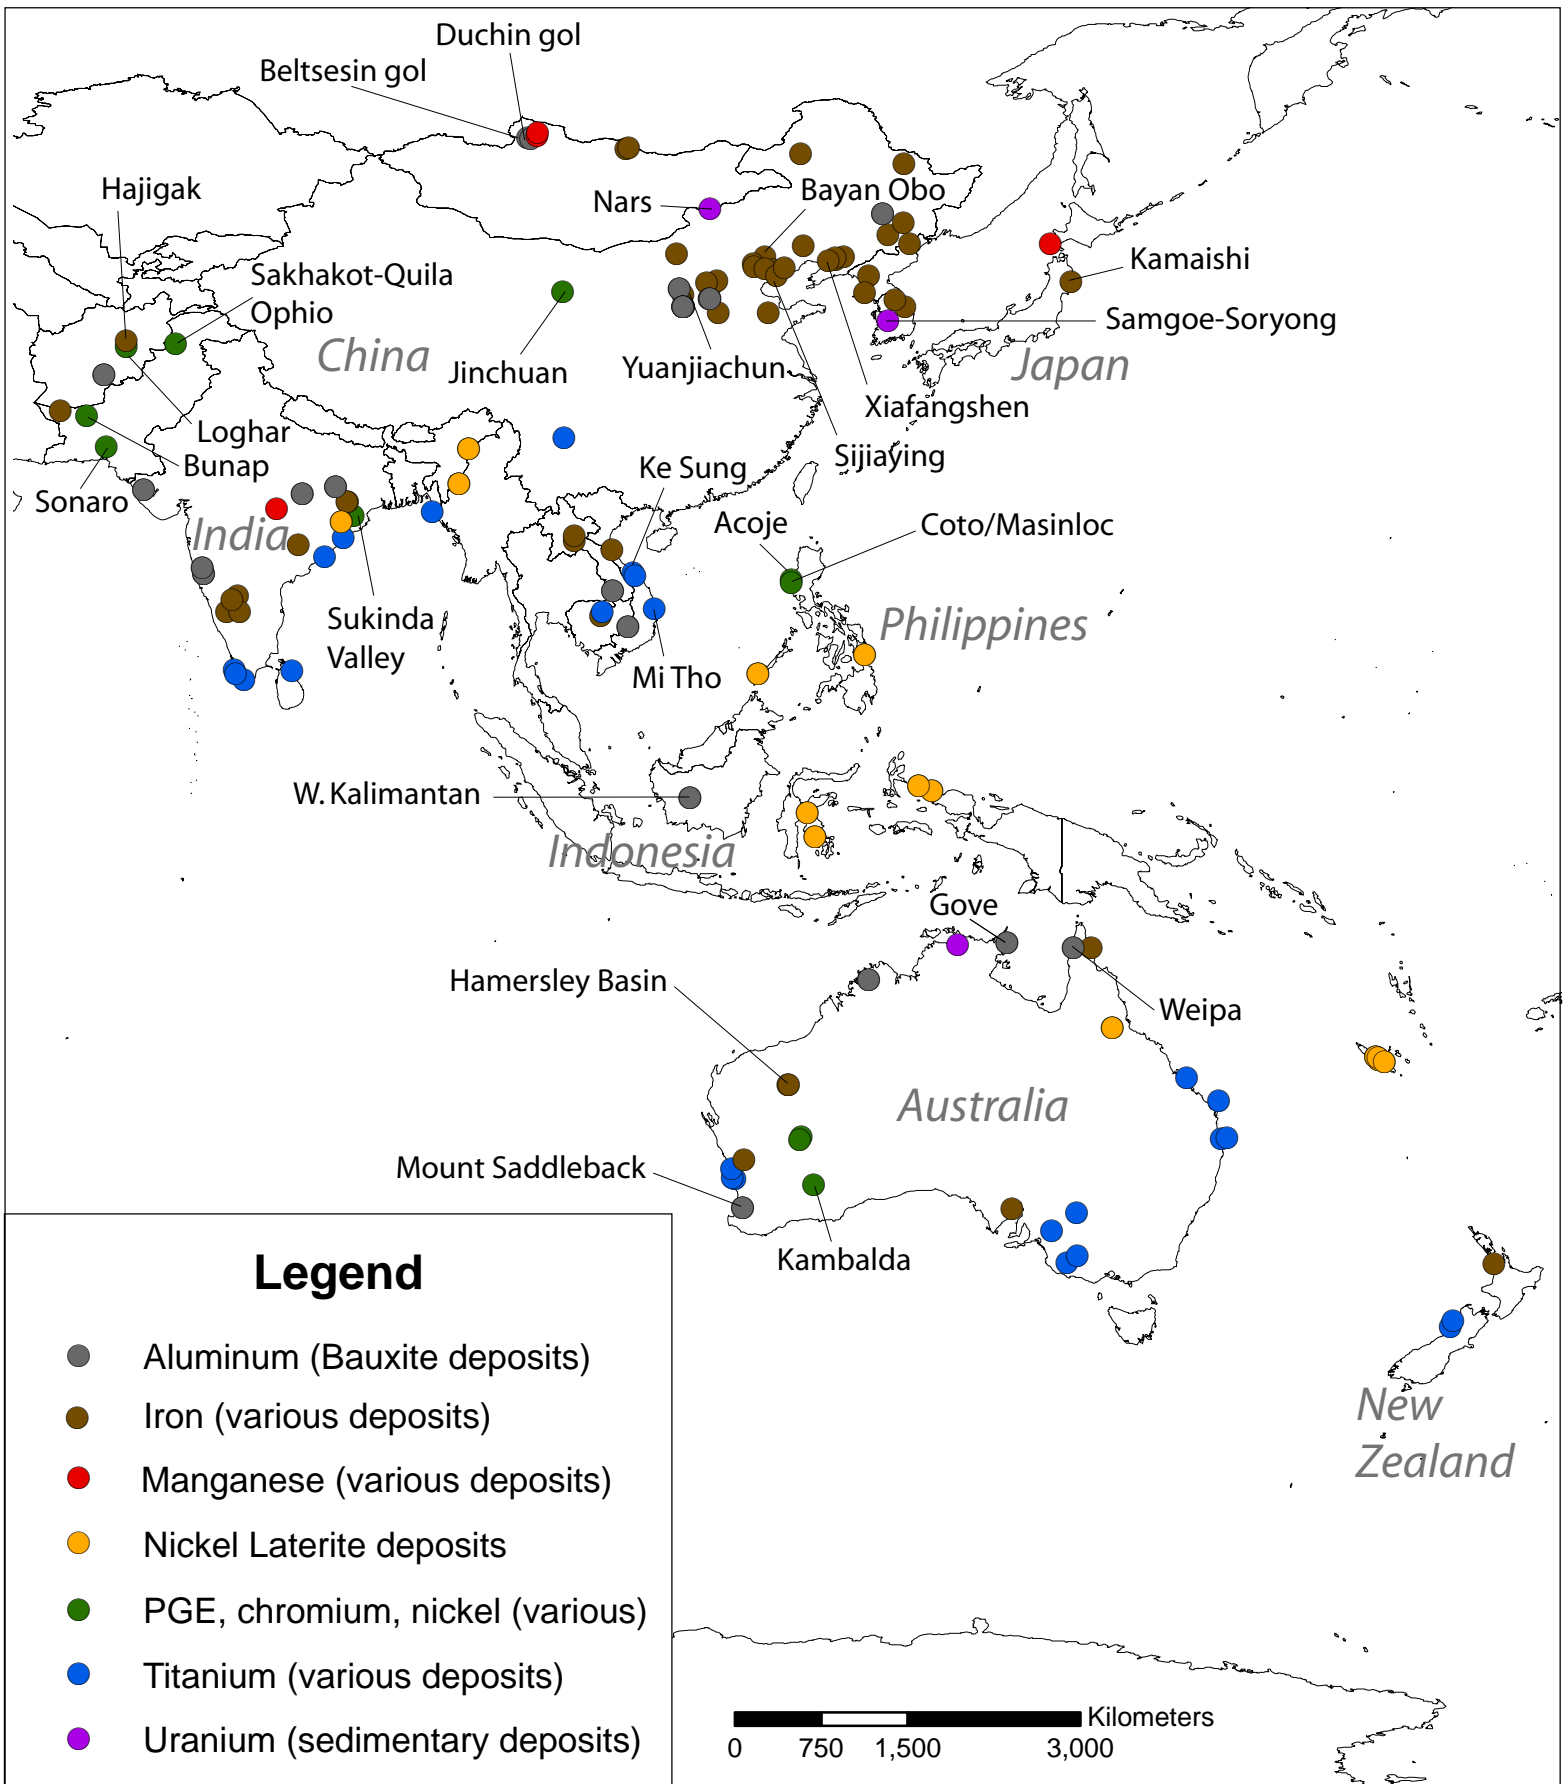 Duchin gol
Beltsesin gol
Hajigak
Nars
Bayan Obo
Sakhakot-Quila
Ophio
Kamaishi
Samgoe-Soryong
China
Jinchuan
Yuanjiachun
Japan
Xiafangshen
Loghar
Bunap
Sijiaying
Ke Sung
Sonaro
India
Acoje
Coto/Masinloc
Sukinda
Valley
Philippines
Mi Tho
W. Kalimantan
Indonesia
Gove
Hamersley Basin
Weipa
Australia
Mount Saddleback
Kambalda
New
Zealand
Legend
Aluminum (Bauxite deposits)
Iron (various deposits)
Manganese (various deposits)
Nickel Laterite deposits
PGE, chromium, nickel (various)
Titanium (various deposits)
Uranium (sedimentary deposits)
Kilometers
0 750 1,500 3,000